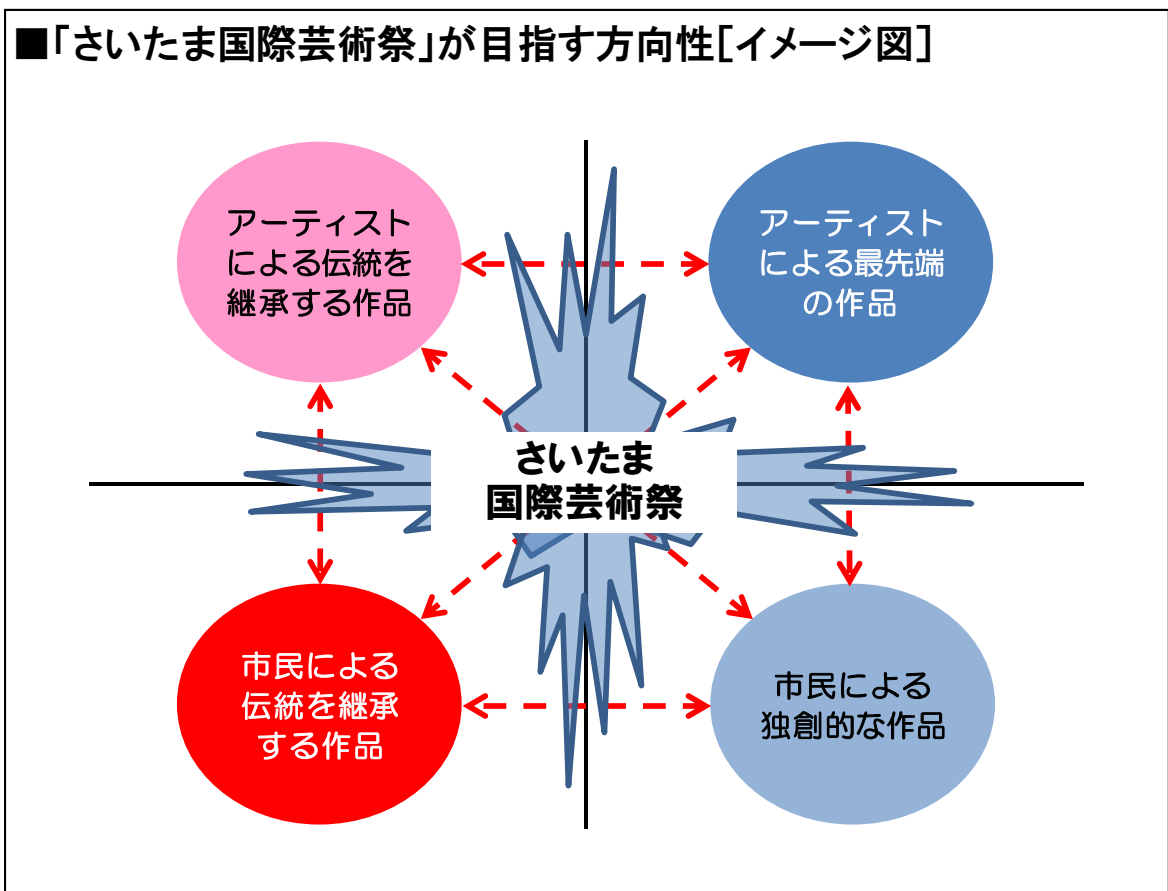 ■「さいたま国際芸術祭」が目指す方向性[イメージ図]
アーティスト
による伝統を
継承する作品
アーティスト
による最先端
の作品
さいたま
国際芸術祭
市民による
伝統を継承
する作品
市民による
独創的な作品